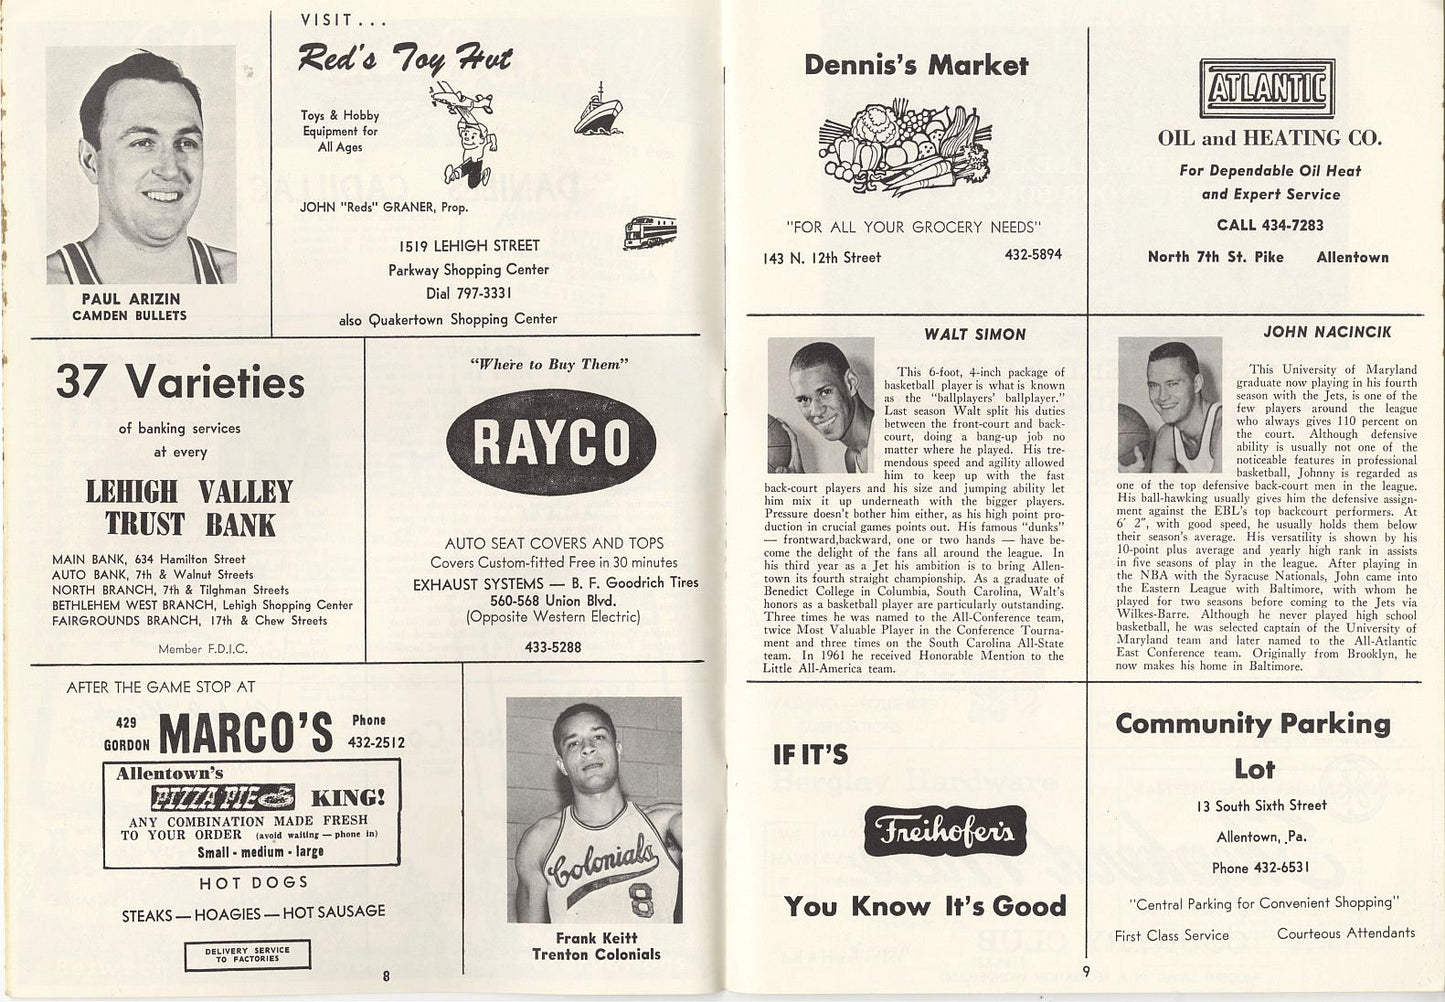 PAUL ARIZIN
CAMDEN BULLETS
VISIT...
Red's Toy Hut
Toys & Hobby
Equipment for
All Ages
JOHN "Reds" GRANER, Prop.
1519 LEHIGH STREET
Parkway Shopping Center
Dial 797-3331
also Quakertown Shopping Center
37 Varieties
of banking services
at every
LEHIGH VALLEY
TRUST BANK
MAIN BANK, 634 Hamilton Street
AUTO BANK, 7th & Walnut Streets
NORTH BRANCH, 7th & Tilghman Streets
BETHLEHEM WEST BRANCH, Lehigh Shopping Center
FAIRGROUNDS BRANCH, 17th & Chew Streets
Member F.D.I.C.
"Where to Buy Them"
RAYCO
AUTO SEAT COVERS AND TOPS
Covers Custom-fitted Free in 30 minutes
EXHAUST SYSTEMS — B. F. Goodrich Tires
560-568 Union Blvd.
(Opposite Western Electric)
433-5288
AFTER THE GAME STOP AT
429
GORDON
MARCO'S
Phone
432-2512
Allentown's
PIZZA PIE KING!
ANY COMBINATION MADE FRESH
TO YOUR ORDER (avoid waiting — phone in)
Small - medium - large
HOT DOGS
STEAKS — HOAGIES — HOT SAUSAGE
DELIVERY SERVICE
TO FACTORIES
Colonials
8
Frank Keitt
Trenton Colonials
8
Dennis's Market
"FOR ALL YOUR GROCERY NEEDS"
143 N. 12th Street 432-5894
ATLANTIC
OIL and HEATING CO.
For Dependable Oil Heat
and Expert Service
CALL 434-7283
North 7th St. Pike Allentown
WALT SIMON
This 6-foot, 4-inch package of
basketball player is what is known
as the "ballplayers' ballplayer."
Last season Walt split his duties
between the front-court and back-
court, doing a bang-up job no
matter where he played. His tre-
mendous speed and agility allowed
him to keep up with the fast
back-court players and his size and jumping ability let
him mix it up underneath with the bigger players.
Pressure doesn't bother him either, as his high point pro-
duction in crucial games points out. His famous "dunks"
— frontward,backward, one or two hands — have be-
come the delight of the fans all around the league. In
his third year as a Jet his ambition is to bring Allen-
town its fourth straight championship. As a graduate of
Benedict College in Columbia, South Carolina, Walt's
honors as a basketball player are particularly outstanding.
Three times he was named to the All-Conference team,
twice Most Valuable Player in the Conference Tourna-
ment and three times on the South Carolina All-State
team. In 1961 he received Honorable Mention to the
Little All-America team.
JOHN NACINCIK
This University of Maryland
graduate now playing in his fourth
season with the Jets, is one of the
few players around the league
who always gives 110 percent on
the court. Although defensive
ability is usually not one of the
noticeable features in professional
basketball, Johnny is regarded as
one of the top defensive back-court men in the league.
His ball-hawking usually gives him the defensive assign-
ment against the EBL's top backcourt performers. At
6' 2", with good speed, he usually holds them below
their season's average. His versatility is shown by his
10-point plus average and yearly high rank in assists
in five seasons of play in the league. After playing in
the NBA with the Syracuse Nationals, John came into
the Eastern League with Baltimore, with whom he
played for two seasons before coming to the Jets via
Wilkes-Barre. Although he never played high school
basketball, he was selected captain of the University of
Maryland team and later named to the All-Atlantic
East Conference team. Originally from Brooklyn, he
now makes his home in Baltimore.
IF IT'S
Freihofer's
You Know It's Good
Community Parking
Lot
13 South Sixth Street
Allentown, Pa.
Phone 432-6531
"Central Parking for Convenient Shopping"
First Class Service Courteous Attendants
9